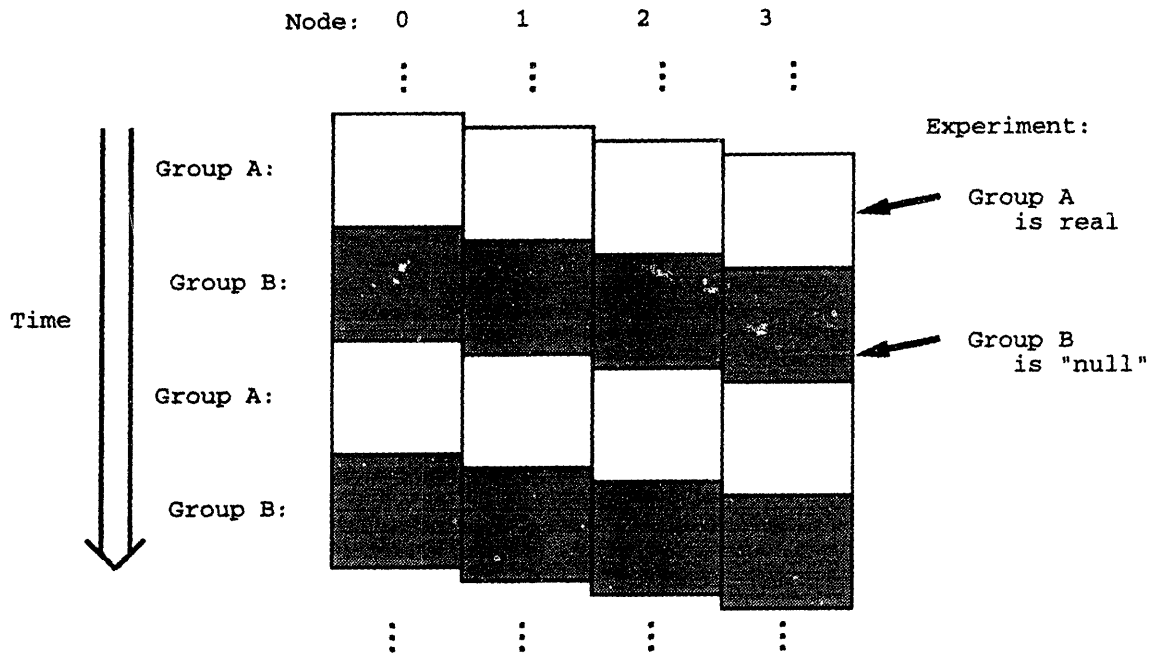 Node: 0 1 2 3
Experiment:
Group A:
Group A
is real
Group B:
Time
Group B
is "null"
Group A:
Group B: